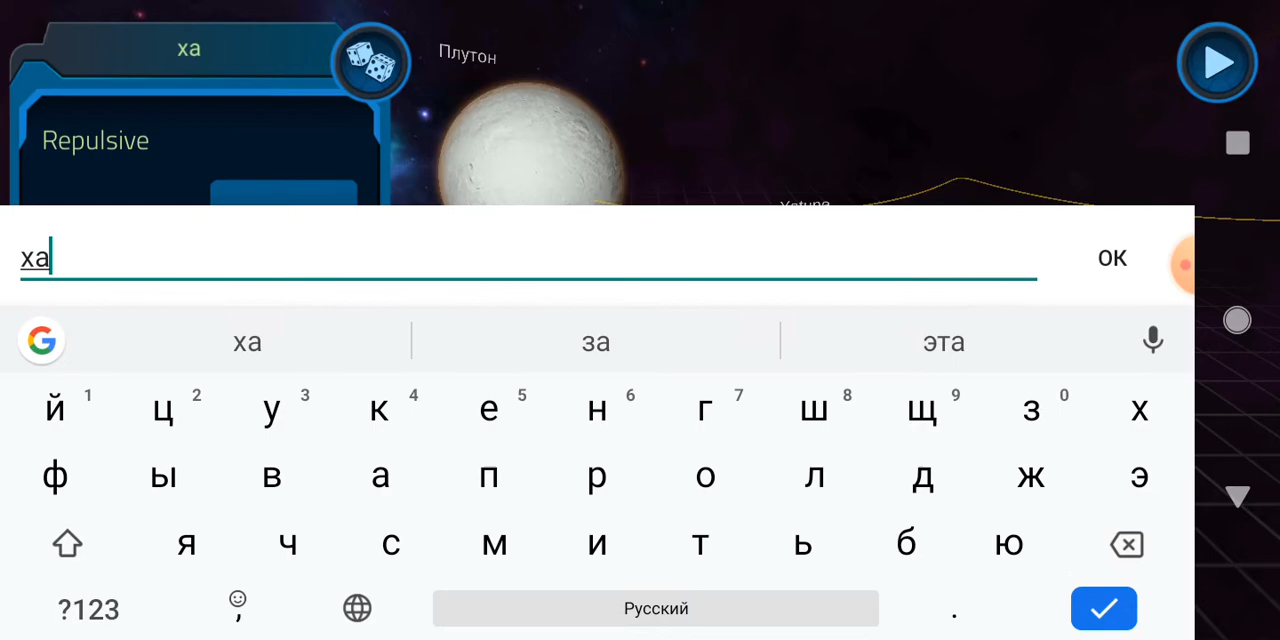 ха
Плутон
Repulsive
ха
ОК
ха за эта
й 1 ц 2 у 3 к 4 е 5 н 6 г 7 ш 8 щ 9 з 0 х
ф ы в а п р о л д ж э
я ч с м и т ь б ю
?123 , Русский .